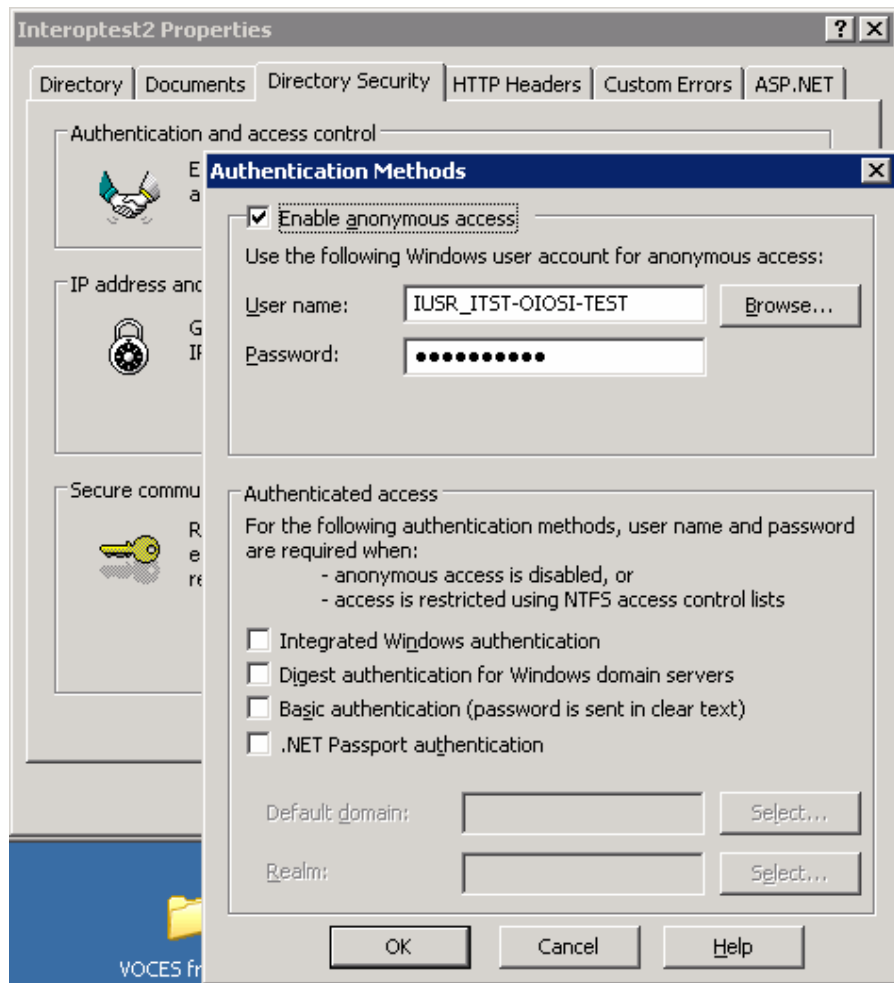 Interoptest2 Properties
Directory Documents Directory Security HTTP Headers Custom Errors ASP.NET
Authentication and access control
Authentication Methods
Enable anonymous access
Use the following Windows user account for anonymous access:
IP address
User name: IUSR_ITST-OIOSI-TEST Browse...
Password: ●●●●●●●●●●
Secure
Authenticated access
For the following authentication methods, user name and password
are required when:
- anonymous access is disabled, or
- access is restricted using NTFS access control lists
Integrated Windows authentication
Digest authentication for Windows domain servers
Basic authentication (password is sent in clear text)
.NET Passport authentication
Default domain: Select...
Realm: Select...
OK Cancel Help
VOCES